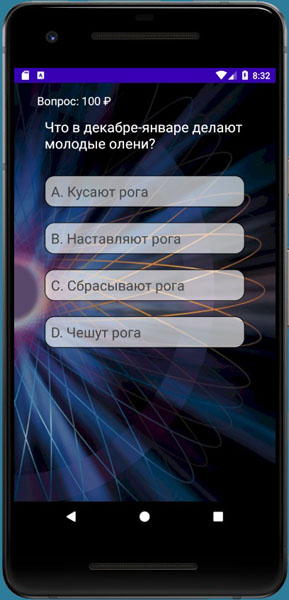 8:32
Вопрос: 100 ₽
Что в декабре-январе делают
молодые олени?
A. Кусают рога
B. Наставляют рога
C. Сбрасывают рога
D. Чешут рога